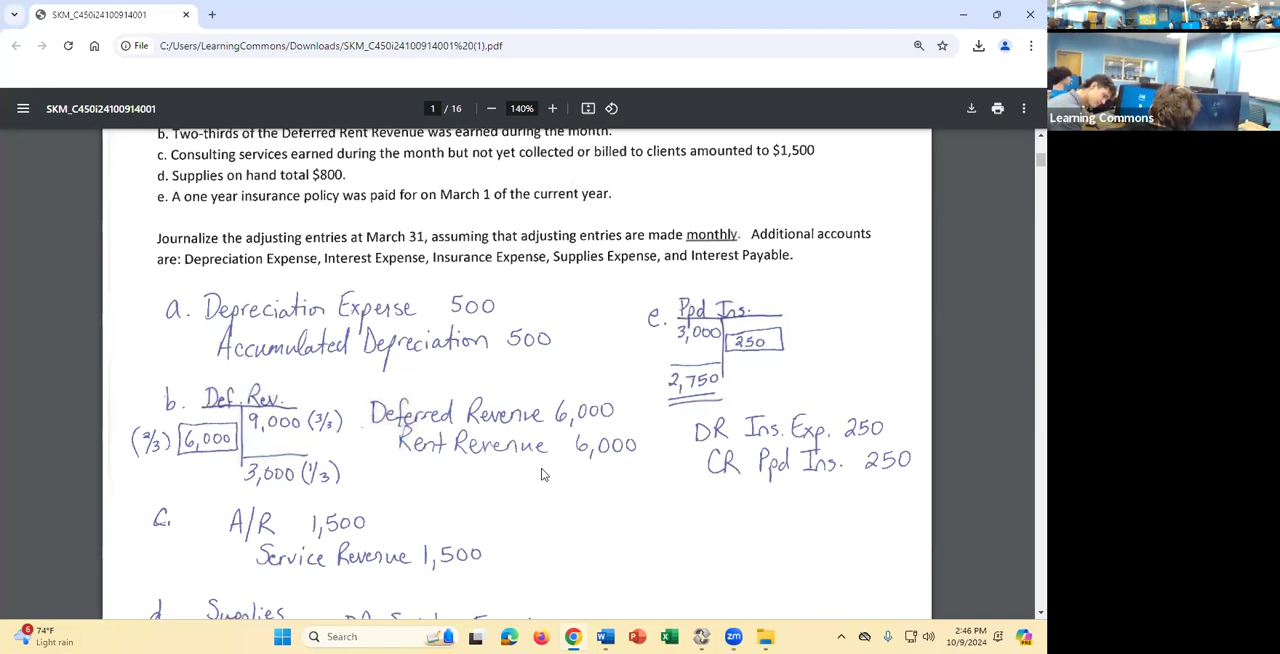 SKM_C450i24100914001
File C:/Users/LearningCommons/Downloads/SKM_C450i24100914001%20(1).pdf
SKM_C450i24100914001
1 / 16
140%
Learning Commons
b. Two-thirds of the Deferred Rent Revenue was earned during the month.
c. Consulting services earned during the month but not yet collected or billed to clients amounted to $1,500
d. Supplies on hand total $800.
e. A one year insurance policy was paid for on March 1 of the current year.
Journalize the adjusting entries at March 31, assuming that adjusting entries are made monthly. Additional accounts
are: Depreciation Expense, Interest Expense, Insurance Expense, Supplies Expense, and Interest Payable.
a. Depreciation Expense 500
Accumulated Depreciation 500
e. Ppd Ins.
3,000
250
2,750
DR Ins. Exp. 250
CR Ppd Ins. 250
b. Def. Rev.
9,000 (3/3)
(2/3) 6,000
3,000 (1/3)
Deferred Revenue 6,000
Rent Revenue 6,000
c. A/R 1,500
Service Revenue 1,500
d Supplies
6
74°F
Light rain
Search
2:46 PM
10/9/2024